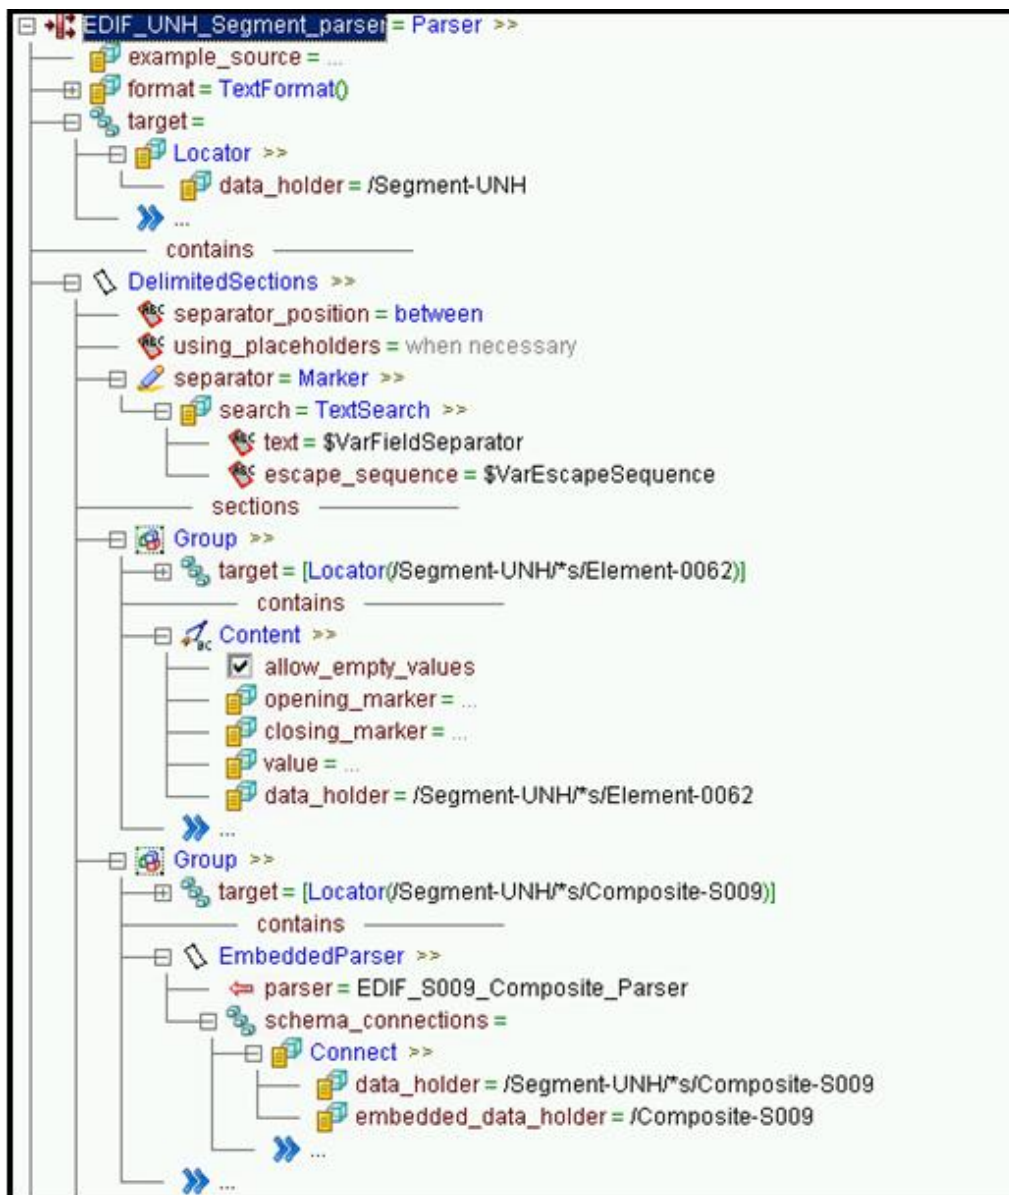 EDIF_UNH_Segment_parser = Parser >>
example_source = ...
format = TextFormat()
target =
Locator >>
data_holder = /Segment-UNH
...
contains
DelimitedSections >>
separator_position = between
using_placeholders = when necessary
separator = Marker >>
search = TextSearch >>
text = $VarFieldSeparator
escape_sequence = $VarEscapeSequence
sections
Group >>
target = [Locator(/Segment-UNH/*s/Element-0062)]
contains
Content >>
allow_empty_values
opening_marker = ...
closing_marker = ...
value = ...
data_holder = /Segment-UNH/*s/Element-0062
...
Group >>
target = [Locator(/Segment-UNH/*s/Composite-S009)]
contains
EmbeddedParser >>
parser = EDIF_S009_Composite_Parser
schema_connections =
Connect >>
data_holder = /Segment-UNH/*s/Composite-S009
embedded_data_holder = /Composite-S009
...
...